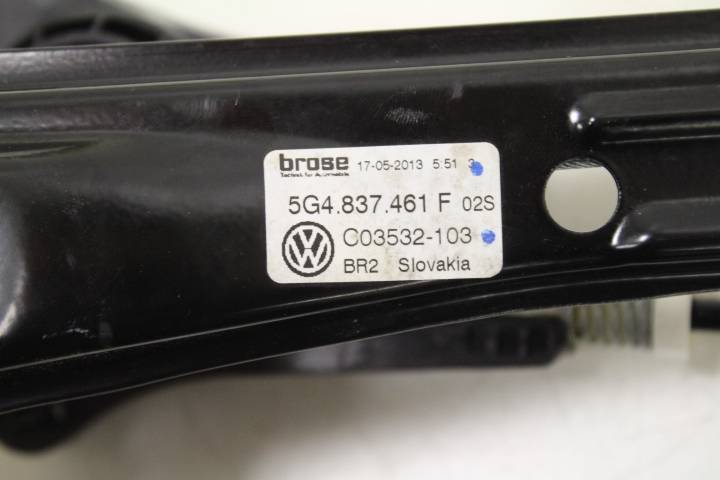 brose 17-05-2013 5:51 3
Technik für Automobile
5G4.837.461 F 02S
C03532-103
BR2 Slovakia